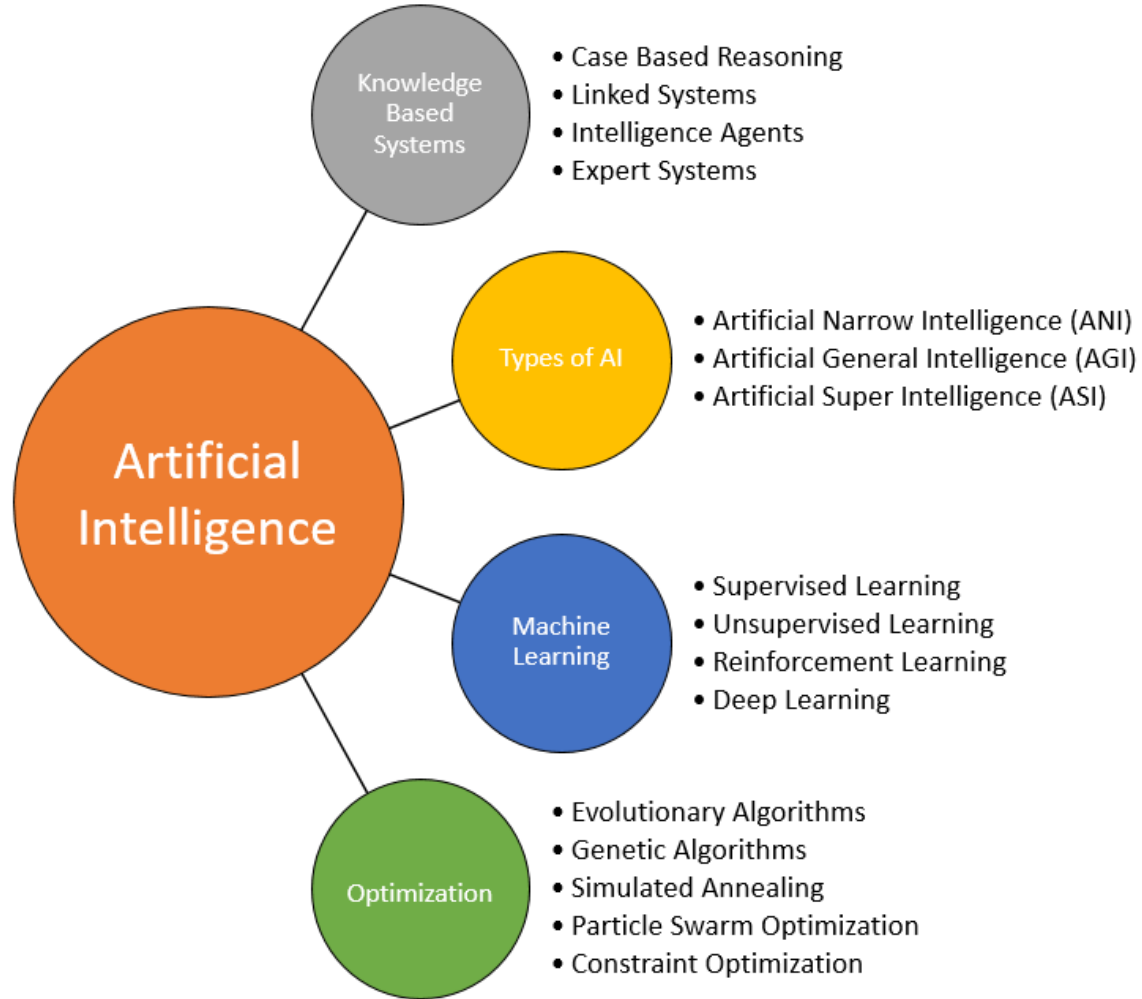 Knowledge
Based
Systems
• Case Based Reasoning
• Linked Systems
• Intelligence Agents
• Expert Systems
Types of AI
• Artificial Narrow Intelligence (ANI)
• Artificial General Intelligence (AGI)
• Artificial Super Intelligence (ASI)
Artificial
Intelligence
Machine
Learning
• Supervised Learning
• Unsupervised Learning
• Reinforcement Learning
• Deep Learning
Optimization
• Evolutionary Algorithms
• Genetic Algorithms
• Simulated Annealing
• Particle Swarm Optimization
• Constraint Optimization